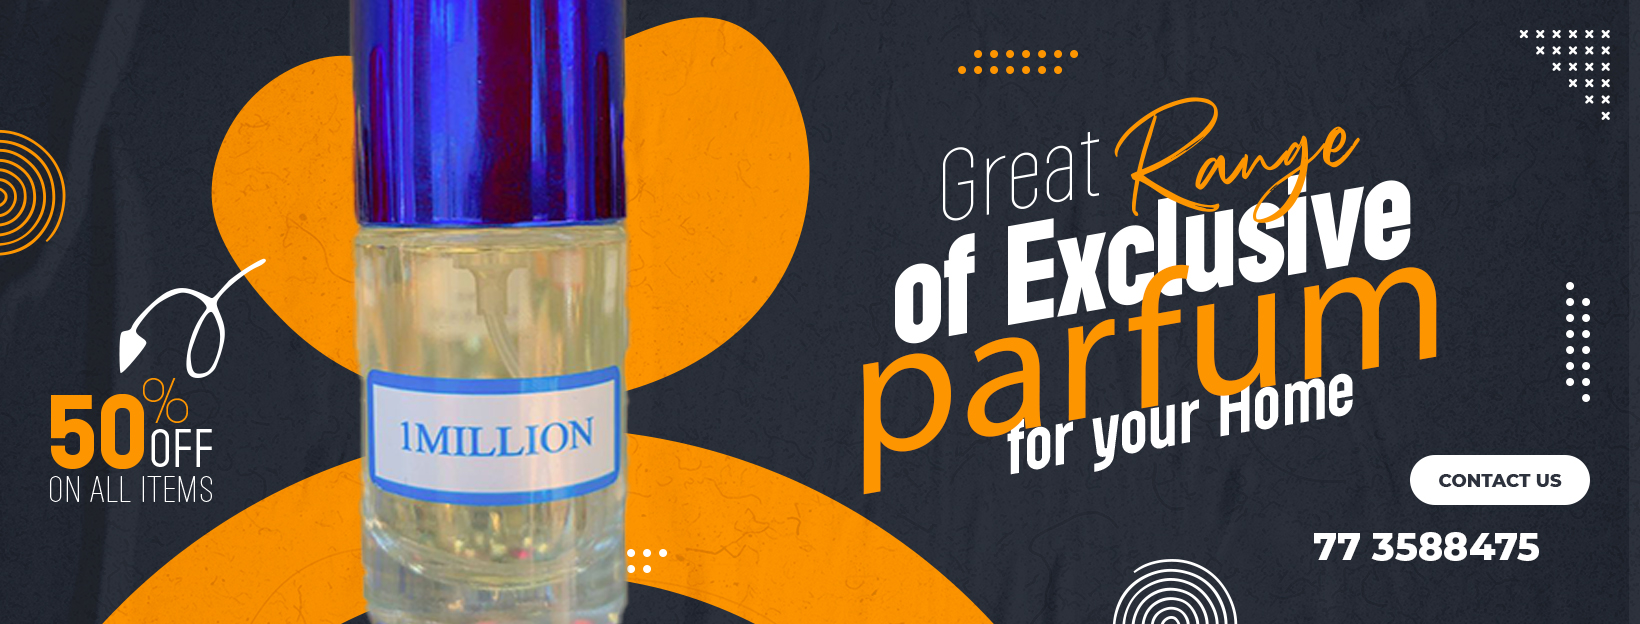 Great Range
of Exclusive
parfum
for your Home
50% OFF
ON ALL ITEMS
1MILLION
CONTACT US
77 3588475